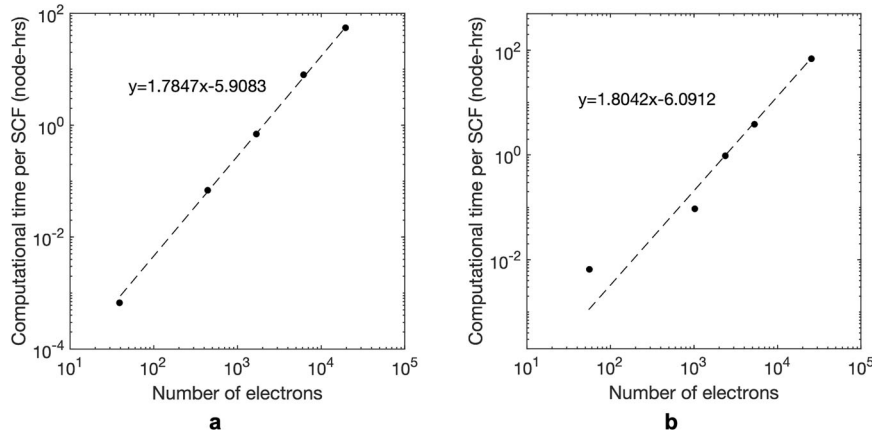 Computational time per SCF (node-hrs)
10^2
10^0
10^-2
10^-4
y=1.7847x-5.9083
10^1 10^2 10^3 10^4 10^5
Number of electrons
a
Computational time per SCF (node-hrs)
10^2
10^0
10^-2
y=1.8042x-6.0912
10^1 10^2 10^3 10^4 10^5
Number of electrons
b